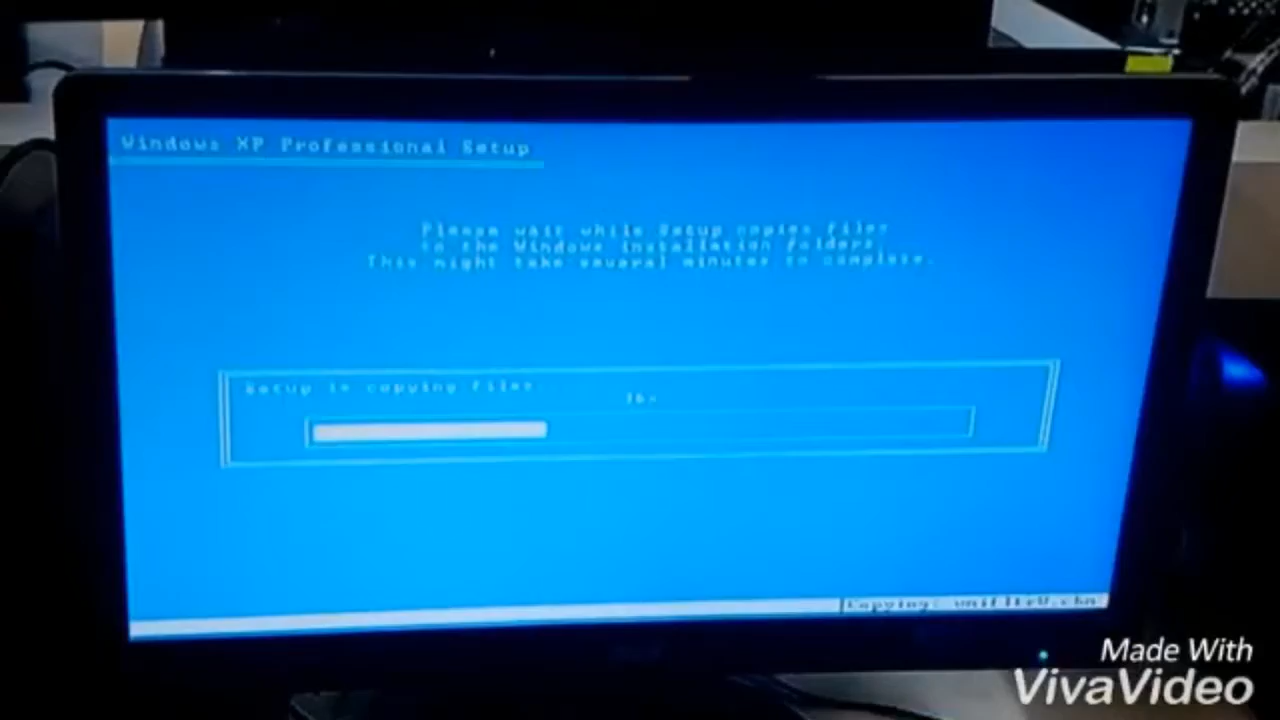 Windows XP Professional Setup
Please wait while Setup copies files
to the Windows installation folders.
This might take several minutes to complete.
Setup is copying files...
Copying:
Made With
VivaVideo